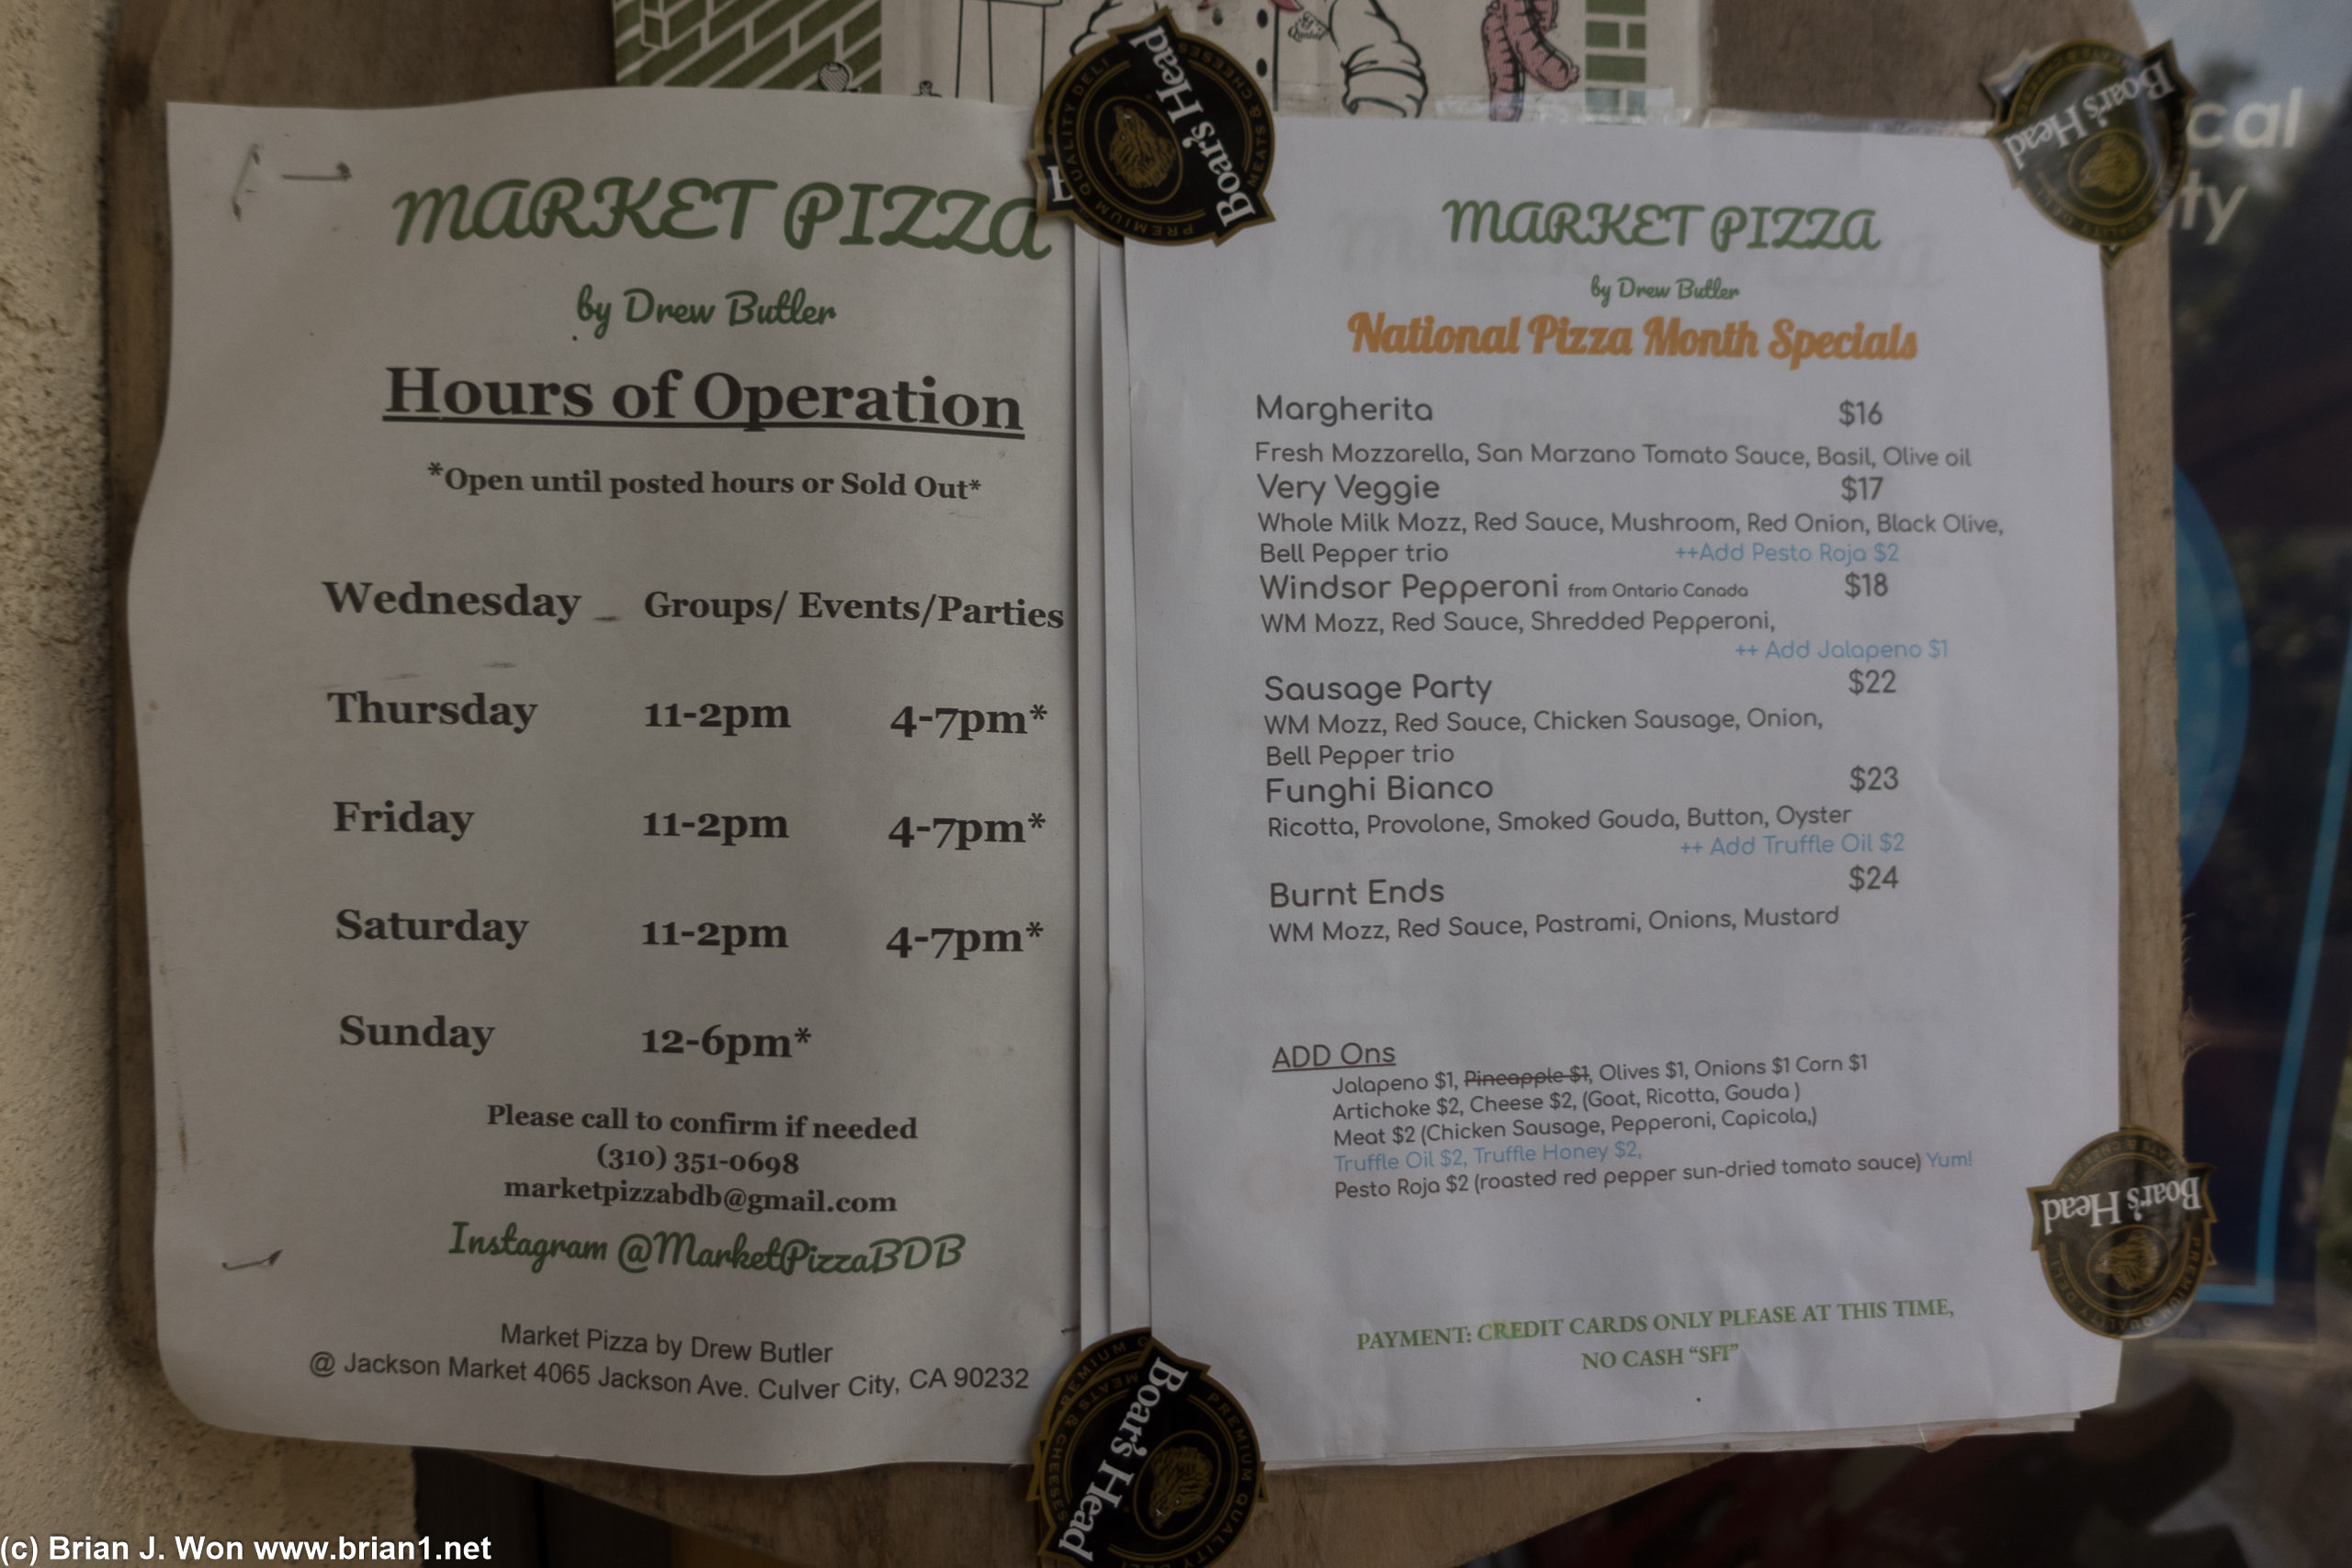 MARKET PIZZA
by Drew Butler
Hours of Operation
*Open until posted hours or Sold Out*
Wednesday - Groups/ Events/Parties
Thursday 11-2pm 4-7pm*
Friday 11-2pm 4-7pm*
Saturday 11-2pm 4-7pm*
Sunday 12-6pm*
Please call to confirm if needed
(310) 351-0698
marketpizzabdb@gmail.com
Instagram @MarketPizzaBDB
Market Pizza by Drew Butler
@ Jackson Market 4065 Jackson Ave. Culver City, CA 90232
MARKET PIZZA
by Drew Butler
National Pizza Month Specials
Margherita $16
Fresh Mozzarella, San Marzano Tomato Sauce, Basil, Olive oil
Very Veggie $17
Whole Milk Mozz, Red Sauce, Mushroom, Red Onion, Black Olive,
Bell Pepper trio ++Add Pesto Roja $2
Windsor Pepperoni from Ontario Canada $18
WM Mozz, Red Sauce, Shredded Pepperoni,
++ Add Jalapeno $1
Sausage Party $22
WM Mozz, Red Sauce, Chicken Sausage, Onion,
Bell Pepper trio
Funghi Bianco $23
Ricotta, Provolone, Smoked Gouda, Button, Oyster
++ Add Truffle Oil $2
Burnt Ends $24
WM Mozz, Red Sauce, Pastrami, Onions, Mustard
ADD Ons
Jalapeno $1, Pineapple $1, Olives $1, Onions $1 Corn $1
Artichoke $2, Cheese $2, (Goat, Ricotta, Gouda )
Meat $2 (Chicken Sausage, Pepperoni, Capicola,)
Truffle Oil $2, Truffle Honey $2,
Pesto Roja $2 (roasted red pepper sun-dried tomato sauce) Yum!
PAYMENT: CREDIT CARDS ONLY PLEASE AT THIS TIME,
NO CASH “SFI”
Boar's Head
PREMIUM QUALITY DELI MEATS & CHEESES
Boar's Head
Boar's Head
Boar's Head
cal
ty
(c) Brian J. Won www.brian1.net